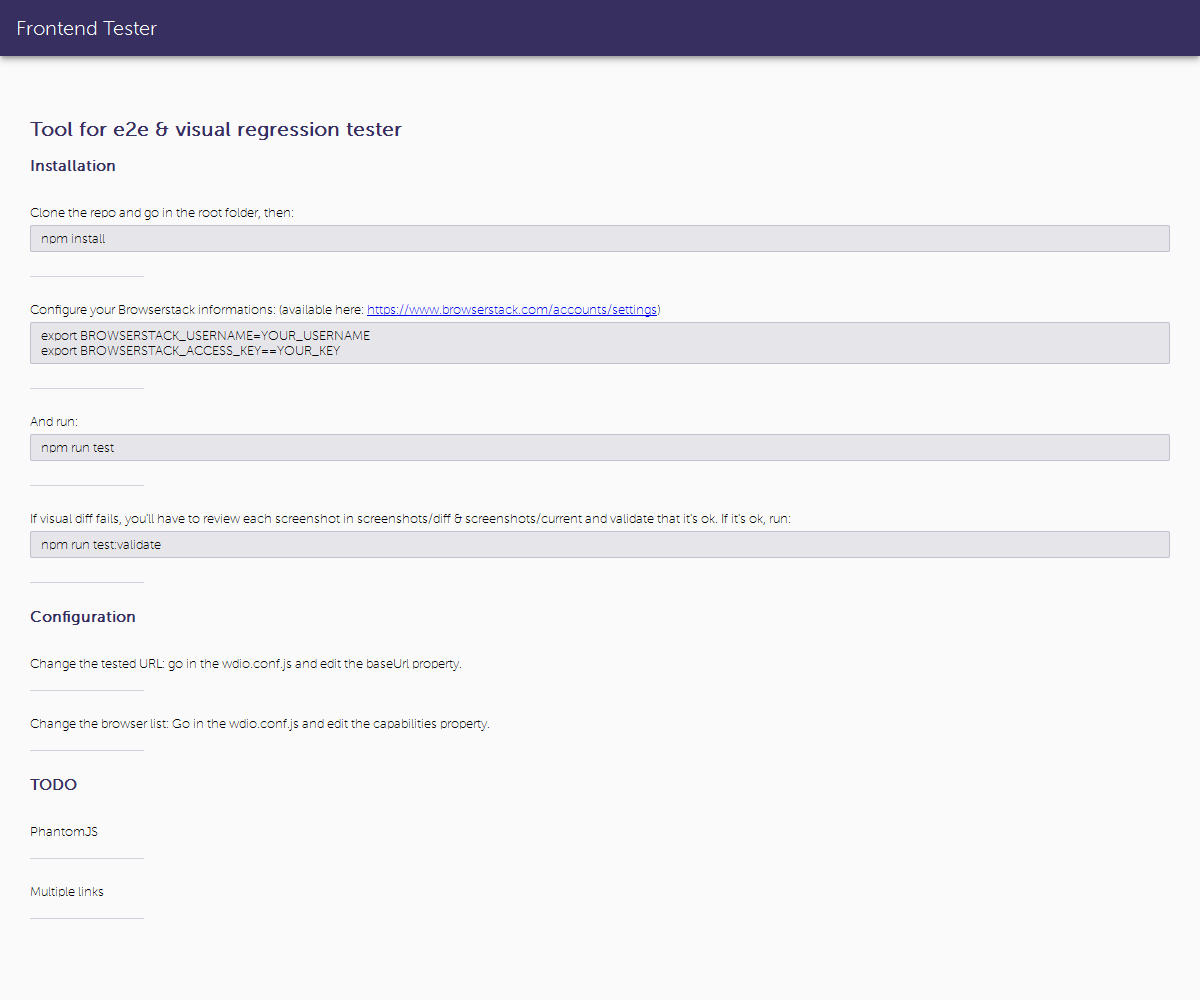 Frontend Tester
Tool for e2e & visual regression tester
Installation
Clone the repo and go in the root folder, then:
npm install
Configure your Browserstack informations: (available here: https://www.browserstack.com/accounts/settings)
export BROWSERSTACK_USERNAME=YOUR_USERNAME
export BROWSERSTACK_ACCESS_KEY==YOUR_KEY
And run:
npm run test
If visual diff fails, you'll have to review each screenshot in screenshots/diff & screenshots/current and validate that it's ok. If it's ok, run:
npm run test:validate
Configuration
Change the tested URL: go in the wdio.conf.js and edit the baseUrl property.
Change the browser list: Go in the wdio.conf.js and edit the capabilities property.
TODO
PhantomJS
Multiple links